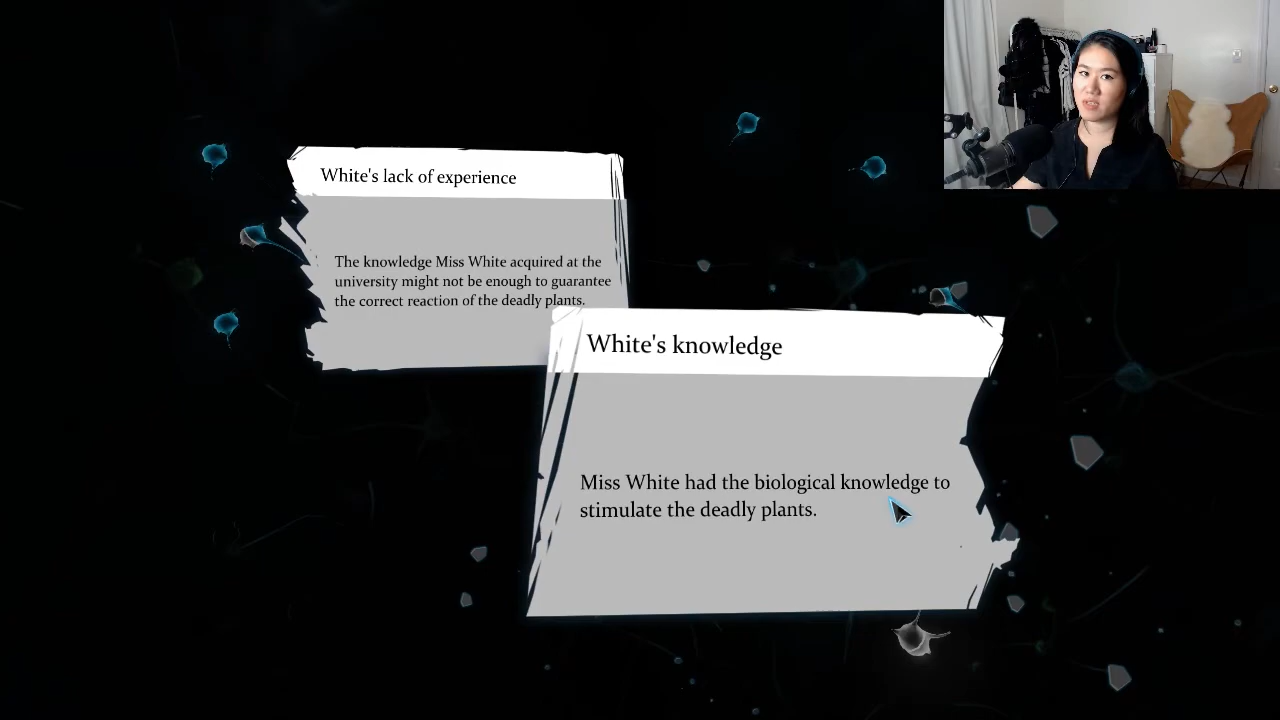 White's lack of experience
The knowledge Miss White acquired at the
university might not be enough to guarantee
the correct reaction of the deadly plants.
White's knowledge
Miss White had the biological knowledge to
stimulate the deadly plants.